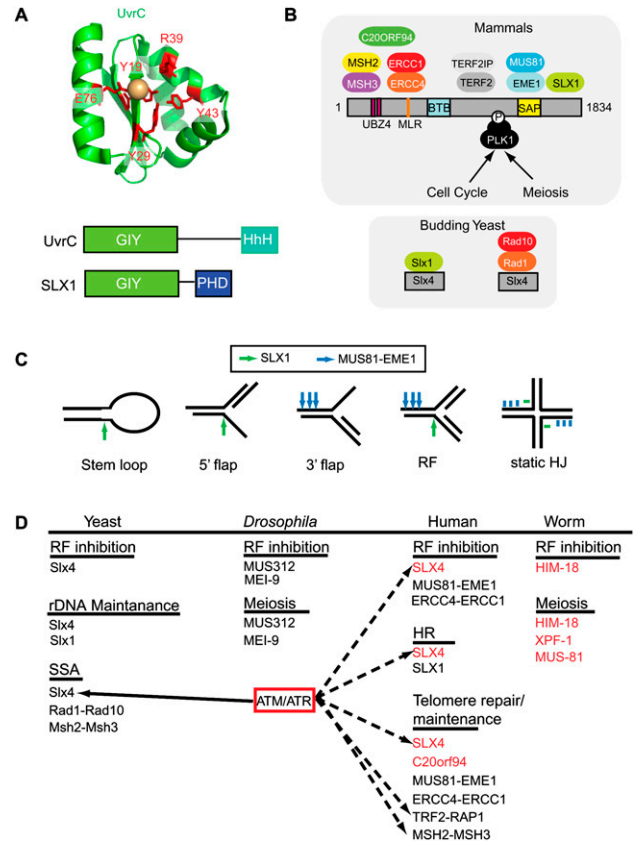 A
UvrC
R39
Y19
E76
Y43
Y29
UvrC
GIY
HhH
SLX1
GIY
PHD
B
Mammals
C20ORF94
MSH2
ERCC1
TERF2IP
MUS81
MSH3
ERCC4
TERF2
EME1
SLX1
1
BTB
SAP
1834
UBZ4
MLR
P
PLK1
Cell Cycle
Meiosis
Budding Yeast
Rad10
Slx1
Rad1
Slx4
Slx4
C
SLX1
MUS81-EME1
Stem loop
5' flap
3' flap
RF
static HJ
D
Yeast
Drosophila
Human
Worm
RF inhibition
Slx4
rDNA Maintanance
Slx4
Slx1
SSA
Slx4
Rad1-Rad10
Msh2-Msh3
RF inhibition
MUS312
MEI-9
Meiosis
MUS312
MEI-9
ATM/ATR
RF inhibition
SLX4
MUS81-EME1
ERCC4-ERCC1
HR
SLX4
SLX1
Telomere repair/
maintenance
SLX4
C20orf94
MUS81-EME1
ERCC4-ERCC1
TRF2-RAP1
MSH2-MSH3
RF inhibition
HIM-18
Meiosis
HIM-18
XPF-1
MUS-81